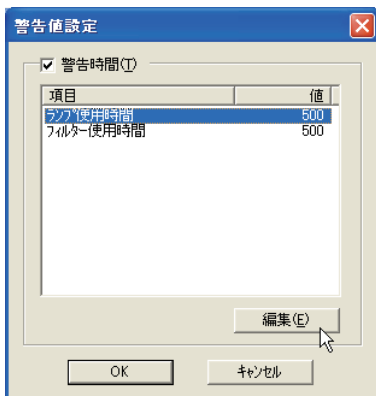 警告値設定
警告時間(T)
項目 値
ﾗﾝﾌﾟ使用時間 500
ﾌｨﾙﾀｰ使用時間 500
編集(E)
OK ｷｬﾝｾﾙ